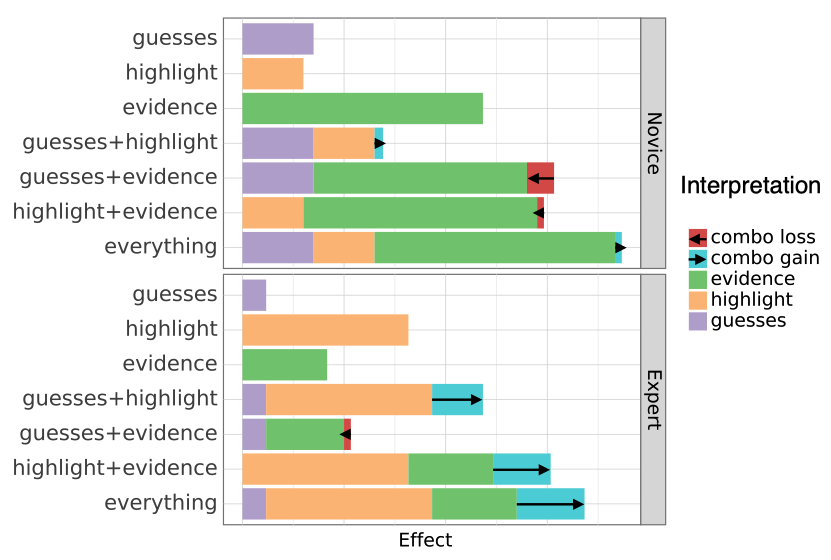 guesses
highlight
evidence
guesses+highlight
guesses+evidence
highlight+evidence
everything
Novice
guesses
highlight
evidence
guesses+highlight
guesses+evidence
highlight+evidence
everything
Expert
Effect
Interpretation
combo loss
combo gain
evidence
highlight
guesses